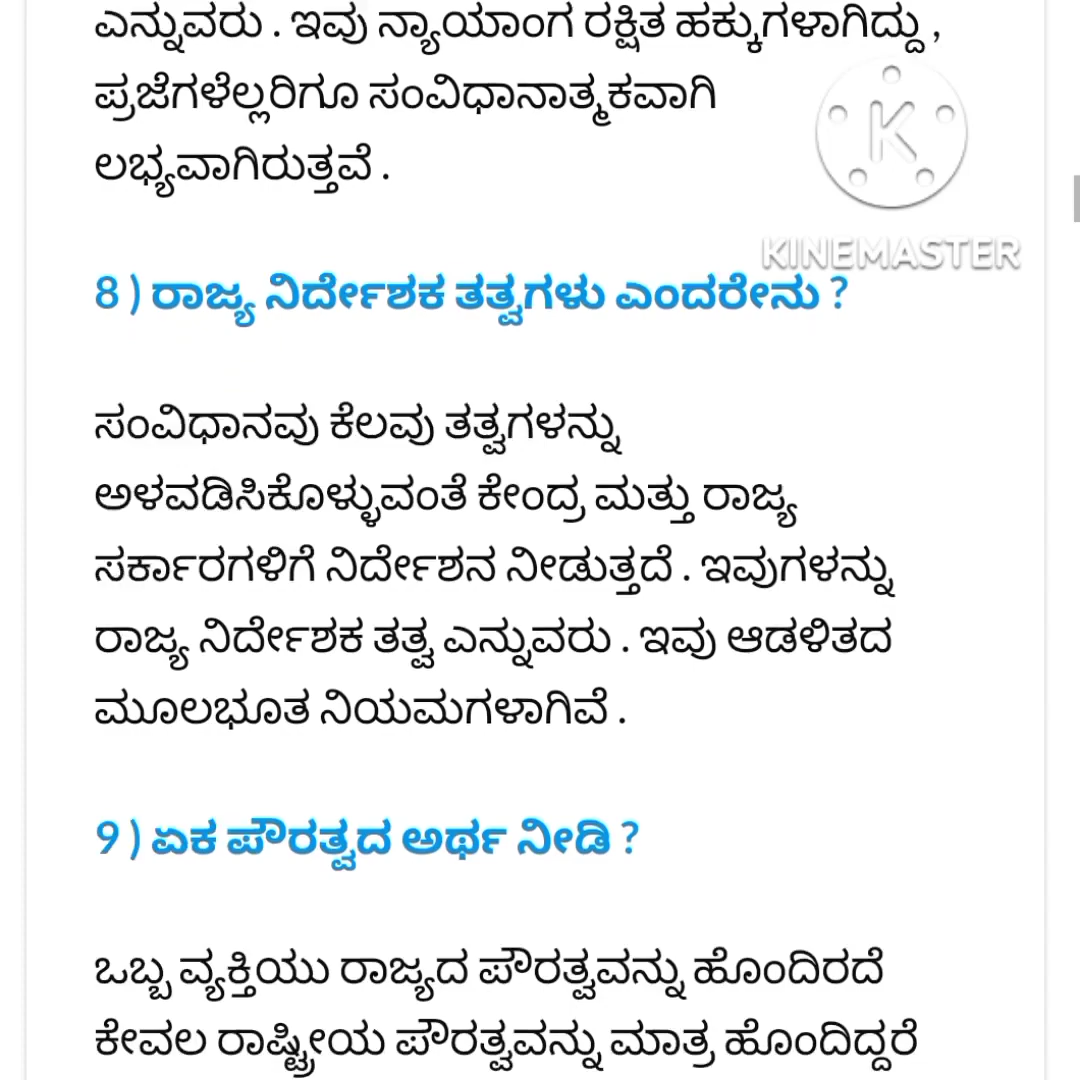 ಎನ್ನುವರು . ಇವು ನ್ಯಾಯಾಂಗ ರಕ್ಷಿತ ಹಕ್ಕುಗಳಾಗಿದ್ದು ,
ಪ್ರಜೆಗಳೆಲ್ಲರಿಗೂ ಸಂವಿಧಾನಾತ್ಮಕವಾಗಿ
ಲಭ್ಯವಾಗಿರುತ್ತವೆ .
K
KINEMASTER
8 ) ರಾಜ್ಯ ನಿರ್ದೇಶಕ ತತ್ವಗಳು ಎಂದರೇನು ?
ಸಂವಿಧಾನವು ಕೆಲವು ತತ್ವಗಳನ್ನು
ಅಳವಡಿಸಿಕೊಳ್ಳುವಂತೆ ಕೇಂದ್ರ ಮತ್ತು ರಾಜ್ಯ
ಸರ್ಕಾರಗಳಿಗೆ ನಿರ್ದೇಶನ ನೀಡುತ್ತದೆ . ಇವುಗಳನ್ನು
ರಾಜ್ಯ ನಿರ್ದೇಶಕ ತತ್ವ ಎನ್ನುವರು . ಇವು ಆಡಳಿತದ
ಮೂಲಭೂತ ನಿಯಮಗಳಾಗಿವೆ .
9 ) ಏಕ ಪೌರತ್ವದ ಅರ್ಥ ನೀಡಿ ?
ಒಬ್ಬ ವ್ಯಕ್ತಿಯು ರಾಜ್ಯದ ಪೌರತ್ವವನ್ನು ಹೊಂದಿರದೆ
ಕೇವಲ ರಾಷ್ಟ್ರೀಯ ಪೌರತ್ವವನ್ನು ಮಾತ್ರ ಹೊಂದಿದ್ದರೆ